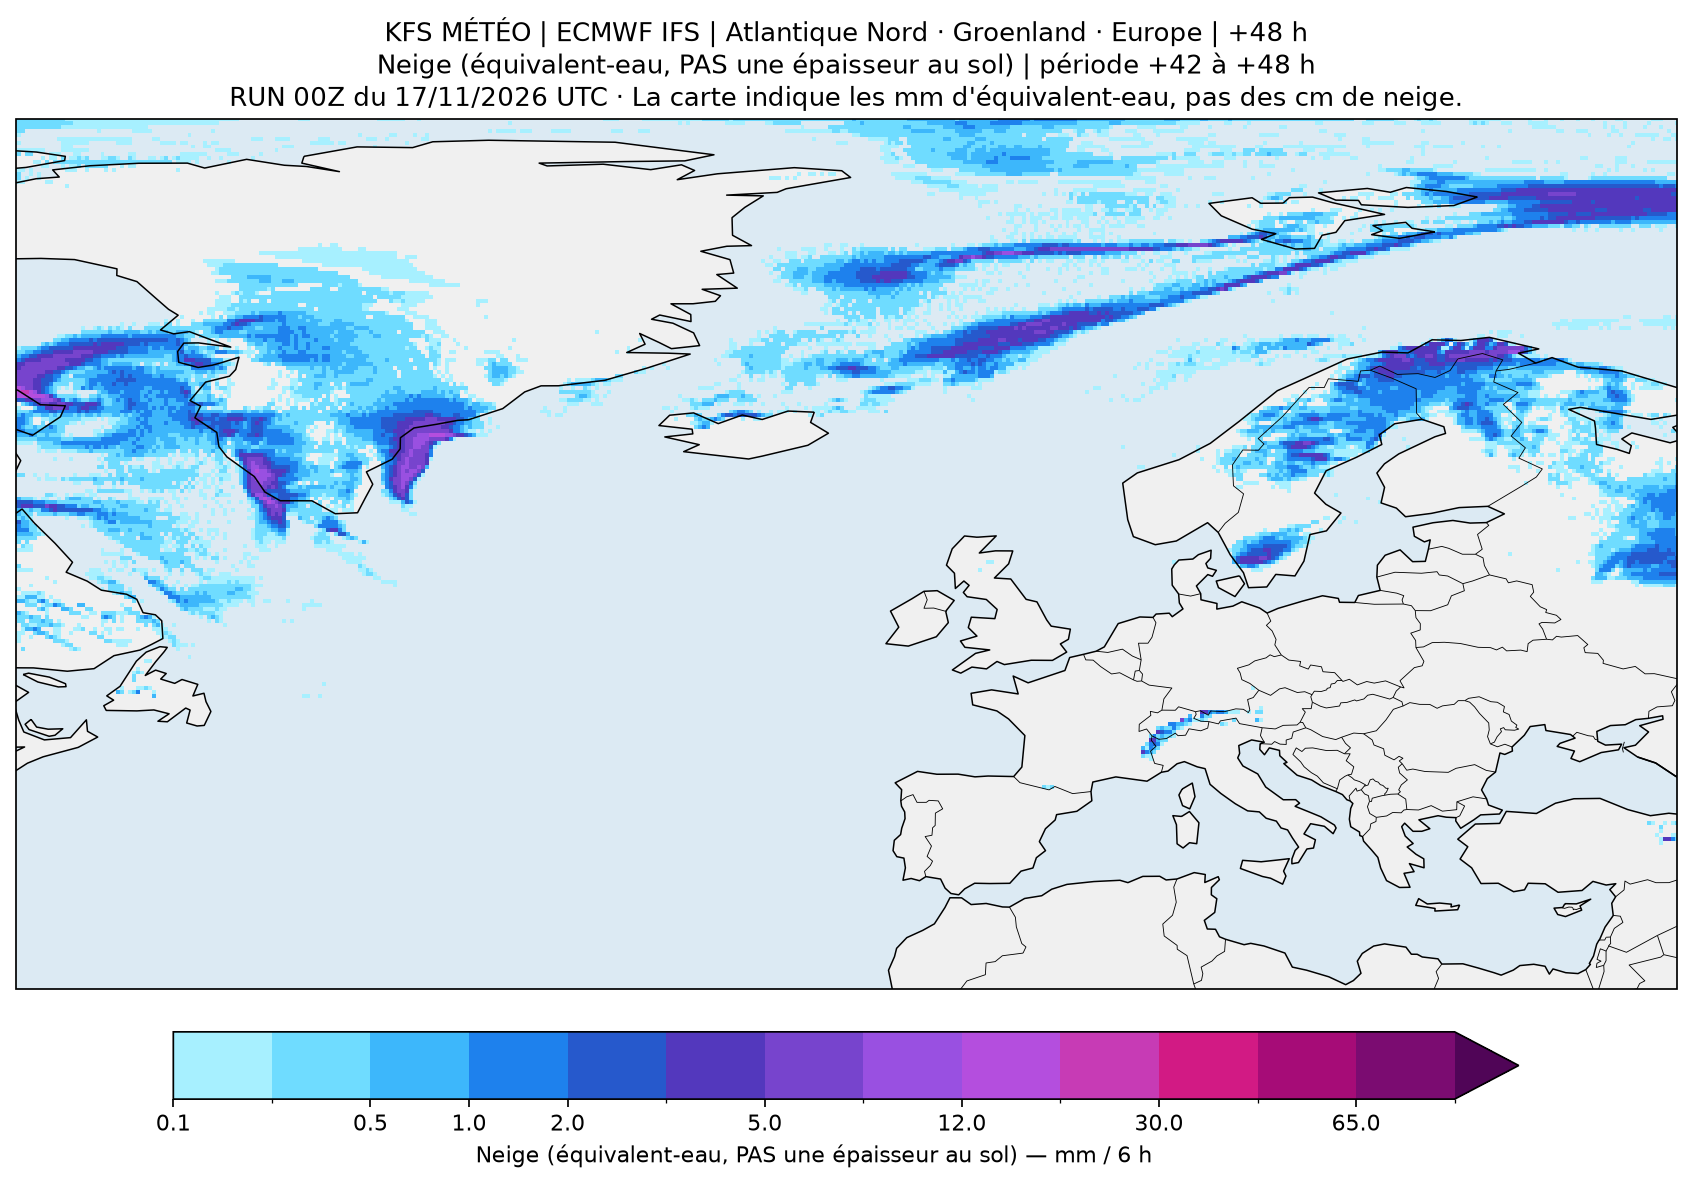 KFS MÉTÉO | ECMWF IFS | Atlantique Nord · Groenland · Europe | +48 h
Neige (équivalent-eau, PAS une épaisseur au sol) | période +42 à +48 h
RUN 00Z du 17/11/2026 UTC · La carte indique les mm d'équivalent-eau, pas des cm de neige.
0.1 0.5 1.0 2.0 5.0 12.0 30.0 65.0
Neige (équivalent-eau, PAS une épaisseur au sol) — mm / 6 h